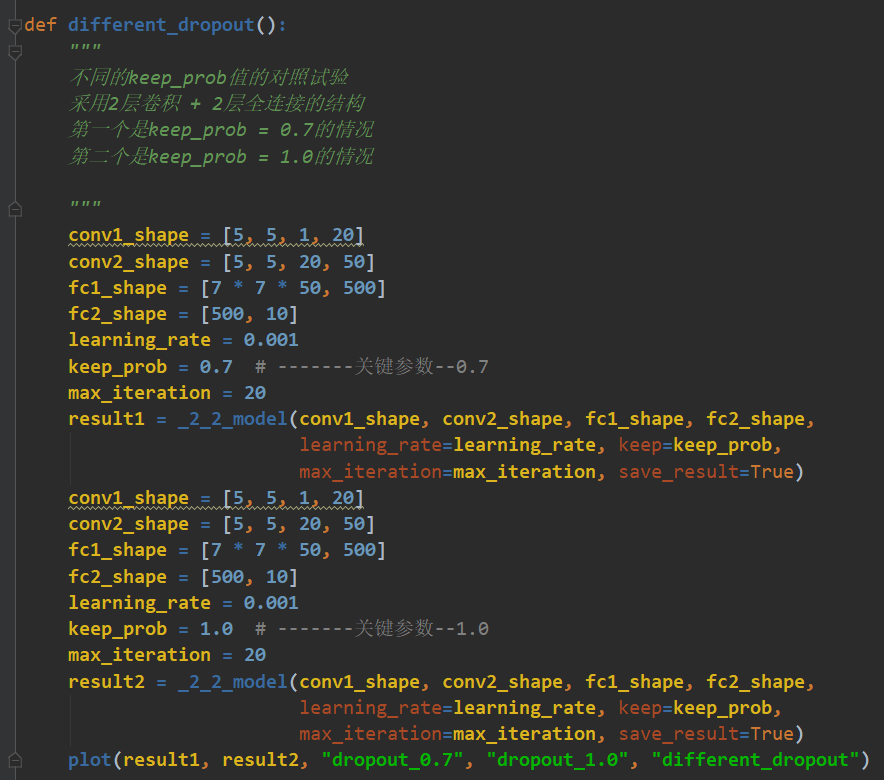 def different_dropout():
"""
不同的keep_prob值的对照试验
采用2层卷积 + 2层全连接的结构
第一个是keep_prob = 0.7的情况
第二个是keep_prob = 1.0的情况
"""
conv1_shape = [5, 5, 1, 20]
conv2_shape = [5, 5, 20, 50]
fc1_shape = [7 * 7 * 50, 500]
fc2_shape = [500, 10]
learning_rate = 0.001
keep_prob = 0.7  # -------关键参数--0.7
max_iteration = 20
result1 = _2_2_model(conv1_shape, conv2_shape, fc1_shape, fc2_shape,
learning_rate=learning_rate, keep=keep_prob,
max_iteration=max_iteration, save_result=True)
conv1_shape = [5, 5, 1, 20]
conv2_shape = [5, 5, 20, 50]
fc1_shape = [7 * 7 * 50, 500]
fc2_shape = [500, 10]
learning_rate = 0.001
keep_prob = 1.0  # -------关键参数--1.0
max_iteration = 20
result2 = _2_2_model(conv1_shape, conv2_shape, fc1_shape, fc2_shape,
learning_rate=learning_rate, keep=keep_prob,
max_iteration=max_iteration, save_result=True)
plot(result1, result2, "dropout_0.7", "dropout_1.0", "different_dropout")